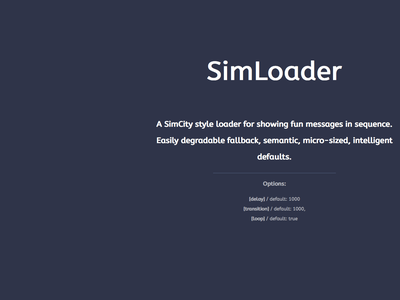 SimLoader
A SimCity style loader for showing fun messages in sequence.
Easily degradable fallback, semantic, micro-sized, intelligent
defaults.
Options:
[delay] / default: 1000
[transition] / default: 1000,
[loop] / default: true